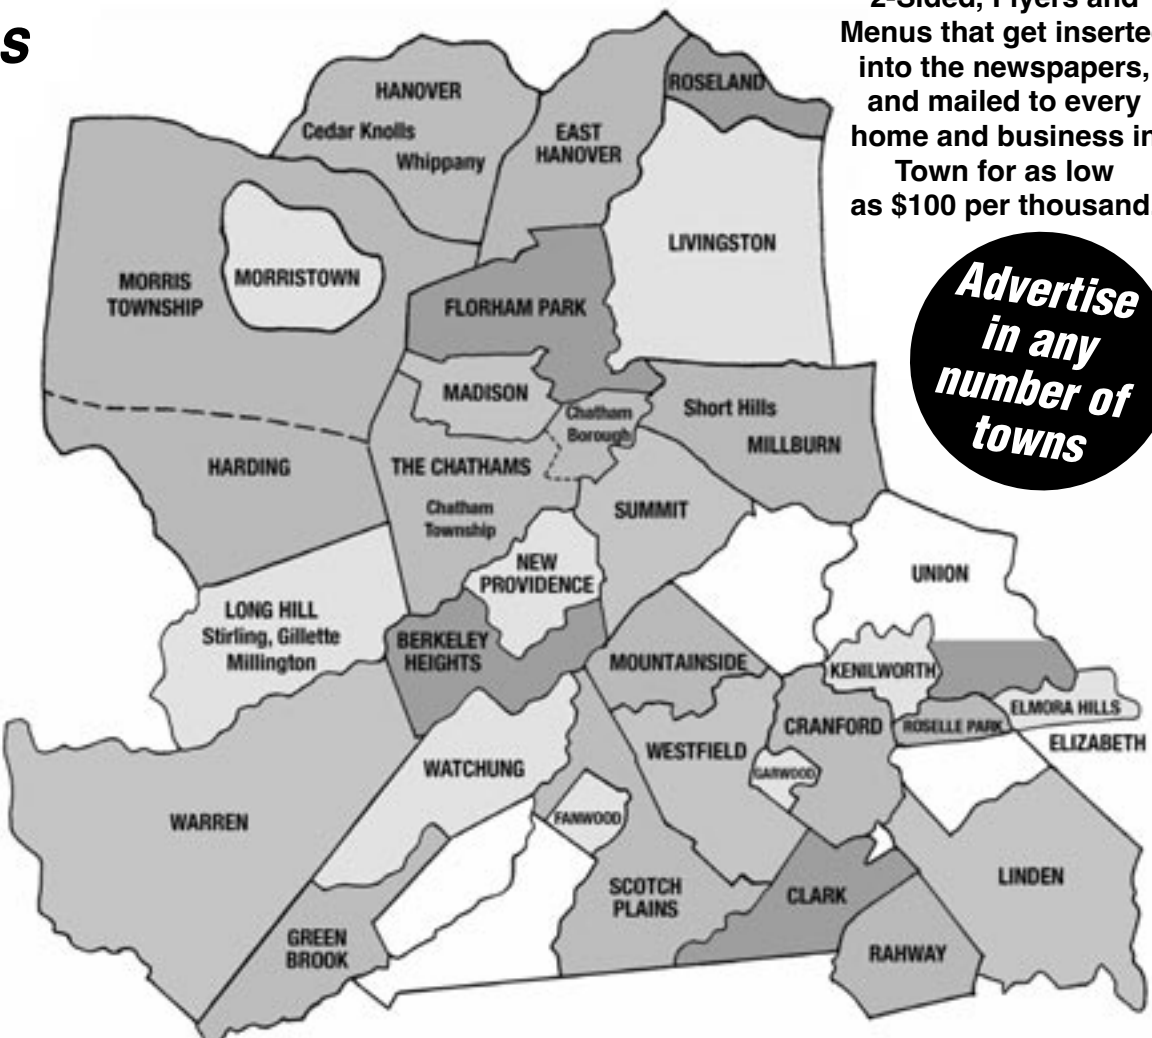 s
2-Sided, Flyers and
Menus that get inserte
into the newspapers,
and mailed to every
home and business in
Town for as low
as $100 per thousand.
Advertise
in any
number of
towns
HANOVER
Cedar Knolls
Whippany
EAST
HANOVER
ROSELAND
LIVINGSTON
MORRIS
TOWNSHIP
MORRISTOWN
FLORHAM PARK
MADISON
Chatham
Borough
Short Hills
MILLBURN
HARDING
THE CHATHAMS
Chatham
Township
SUMMIT
NEW
PROVIDENCE
UNION
LONG HILL
Stirling, Gillette
Millington
BERKELEY
HEIGHTS
MOUNTAINSIDE
KENILWORTH
ELMORA HILLS
ROSELLE PARK
CRANFORD
ELIZABETH
WESTFIELD
GARWOOD
WATCHUNG
FANWOOD
WARREN
SCOTCH
PLAINS
CLARK
LINDEN
GREEN
BROOK
RAHWAY